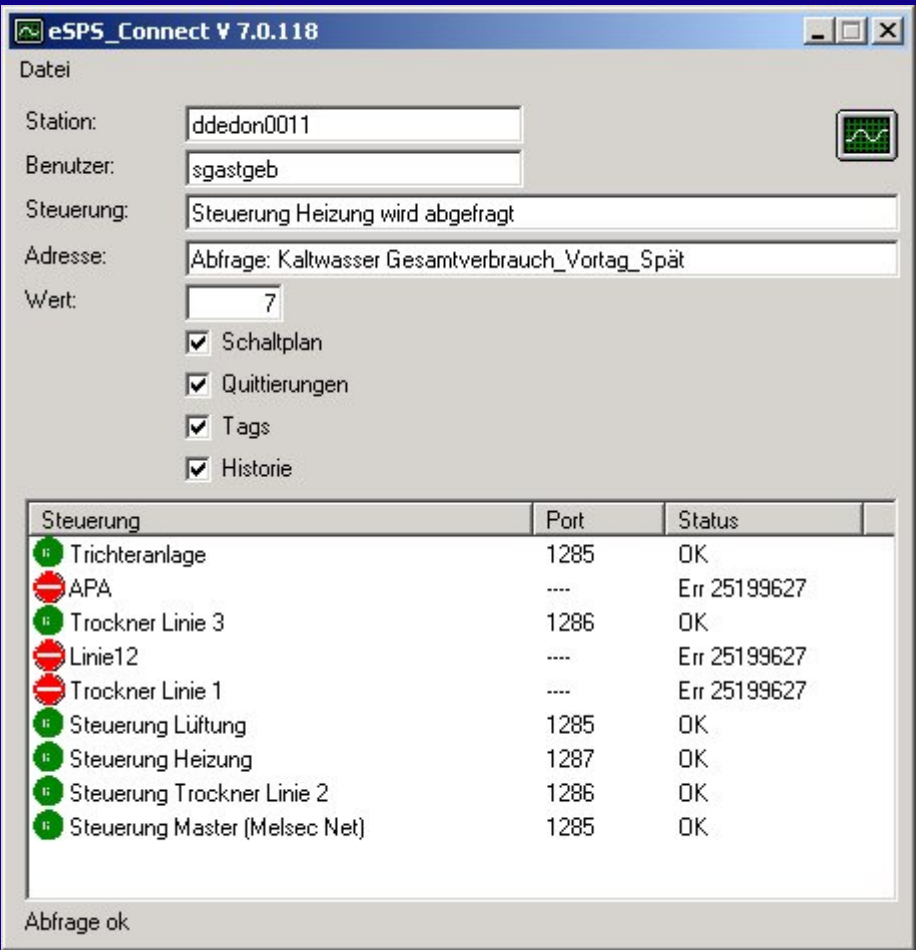 eSPS_Connect V 7.0.118
Datei
Station: ddedon0011
Benutzer: sgastgeb
Steuerung: Steuerung Heizung wird abgefragt
Adresse: Abfrage: Kaltwasser Gesamtverbrauch_Vortag_Spät
Wert: 7
Schaltplan
Quittierungen
Tags
Historie
Steuerung Port Status
Trichteranlage 1285 OK
APA ---- Err 25199627
Trockner Linie 3 1286 OK
Linie12 ---- Err 25199627
Trockner Linie 1 ---- Err 25199627
Steuerung Lüftung 1285 OK
Steuerung Heizung 1287 OK
Steuerung Trockner Linie 2 1286 OK
Steuerung Master (Melsec Net) 1285 OK
Abfrage ok